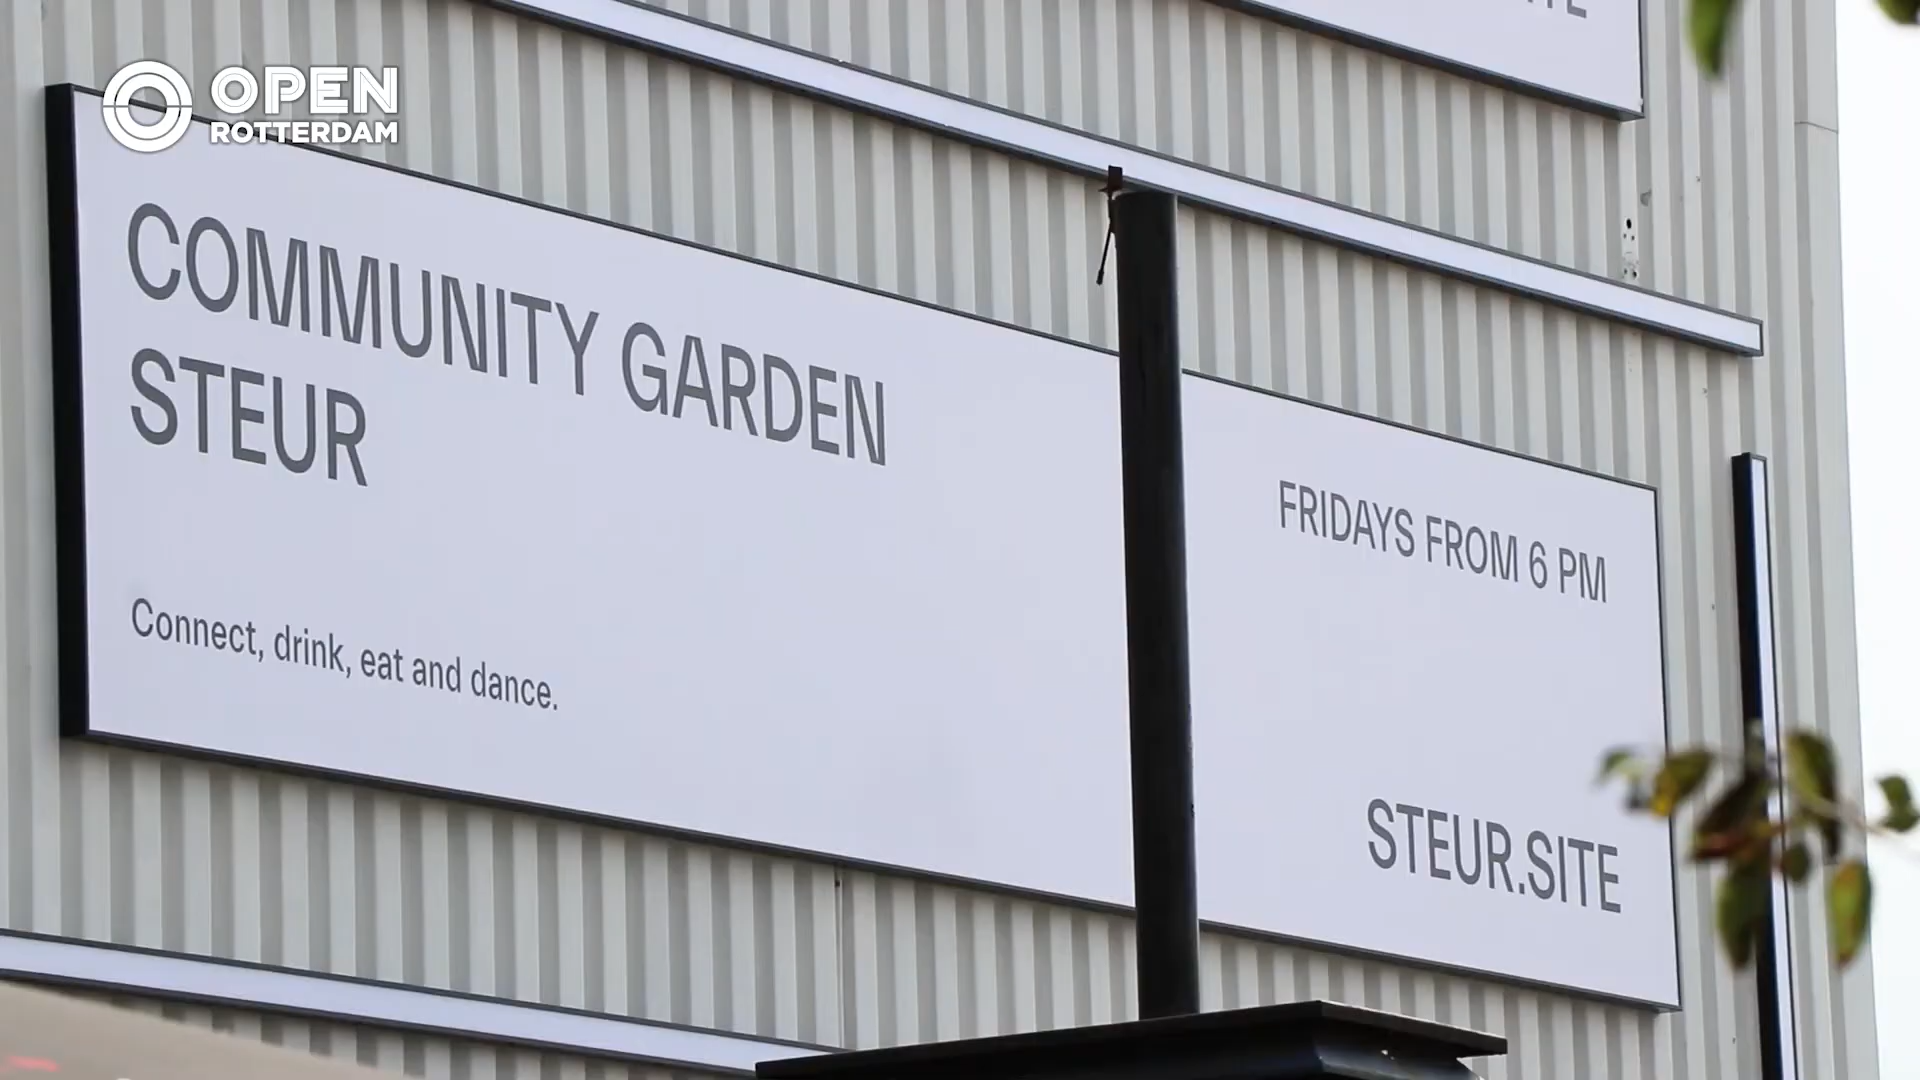 OPEN
ROTTERDAM
COMMUNITY GARDEN
STEUR
Connect, drink, eat and dance.
FRIDAYS FROM 6 PM
STEUR.SITE